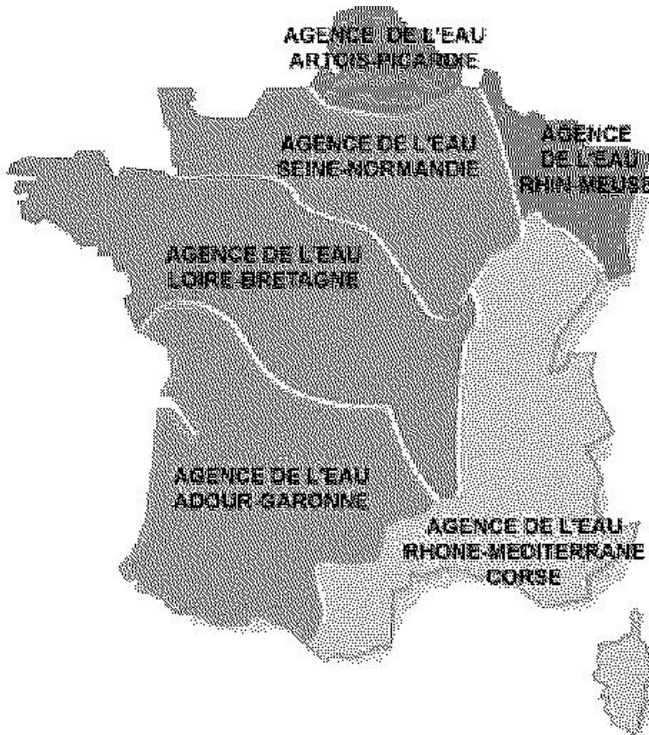 AGENCE DE L'EAU
ARTOIS-PICARDIE
AGENCE DE L'EAU
SEINE-NORMANDIE
AGENCE
DE L'EAU
RHIN-MEUSE
AGENCE DE L'EAU
LOIRE-BRETAGNE
AGENCE DE L'EAU
ADOUR-GARONNE
AGENCE DE L'EAU
RHONE-MEDITERRANE
CORSE